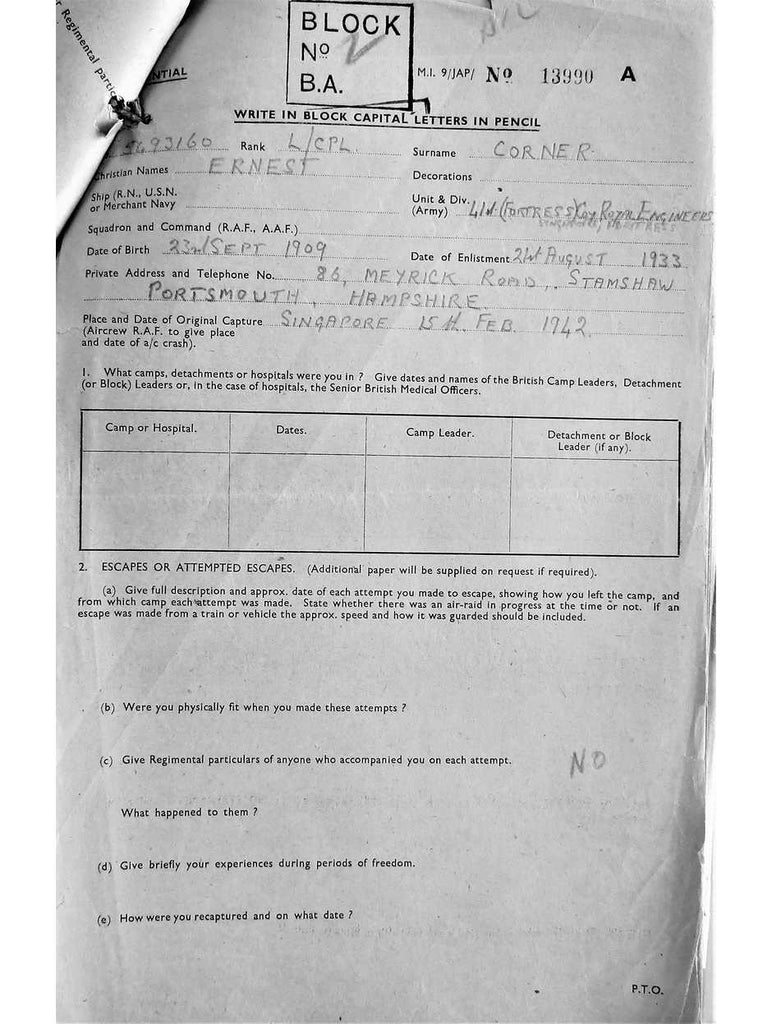 r Regimental partic
NTIAL
BLOCK
Nº 2
B.A.
M.I. 9/JAP/ Nº 13990 A
WRITE IN BLOCK CAPITAL LETTERS IN PENCIL
5493160 Rank L/CPL. Surname CORNER.
Christian Names ERNEST Decorations
Ship (R.N., U.S.N. or Merchant Navy
Unit & Div. (Army) 41st (FORTRESS) Coy ROYAL ENGINEERS
Squadron and Command (R.A.F., A.A.F.)
Date of Birth 23rd SEPT 1909 Date of Enlistment 21st AUGUST 1933
Private Address and Telephone No. 86, MEYRICK ROAD, STAMSHAW
PORTSMOUTH, HAMPSHIRE.
Place and Date of Original Capture SINGAPORE 15th. FEB. 1942.
(Aircrew R.A.F. to give place
and date of a/c crash).
1. What camps, detachments or hospitals were you in ? Give dates and names of the British Camp Leaders, Detachment
(or Block) Leaders or, in the case of hospitals, the Senior British Medical Officers.
Camp or Hospital. Dates. Camp Leader. Detachment or Block
Leader (if any).
2. ESCAPES OR ATTEMPTED ESCAPES. (Additional paper will be supplied on request if required).
(a) Give full description and approx. date of each attempt you made to escape, showing how you left the camp, and
from which camp each attempt was made. State whether there was an air-raid in progress at the time or not. If an
escape was made from a train or vehicle the approx. speed and how it was guarded should be included.
(b) Were you physically fit when you made these attempts ?
(c) Give Regimental particulars of anyone who accompanied you on each attempt. NO
What happened to them ?
(d) Give briefly your experiences during periods of freedom.
(e) How were you recaptured and on what date ?
P.T.O.